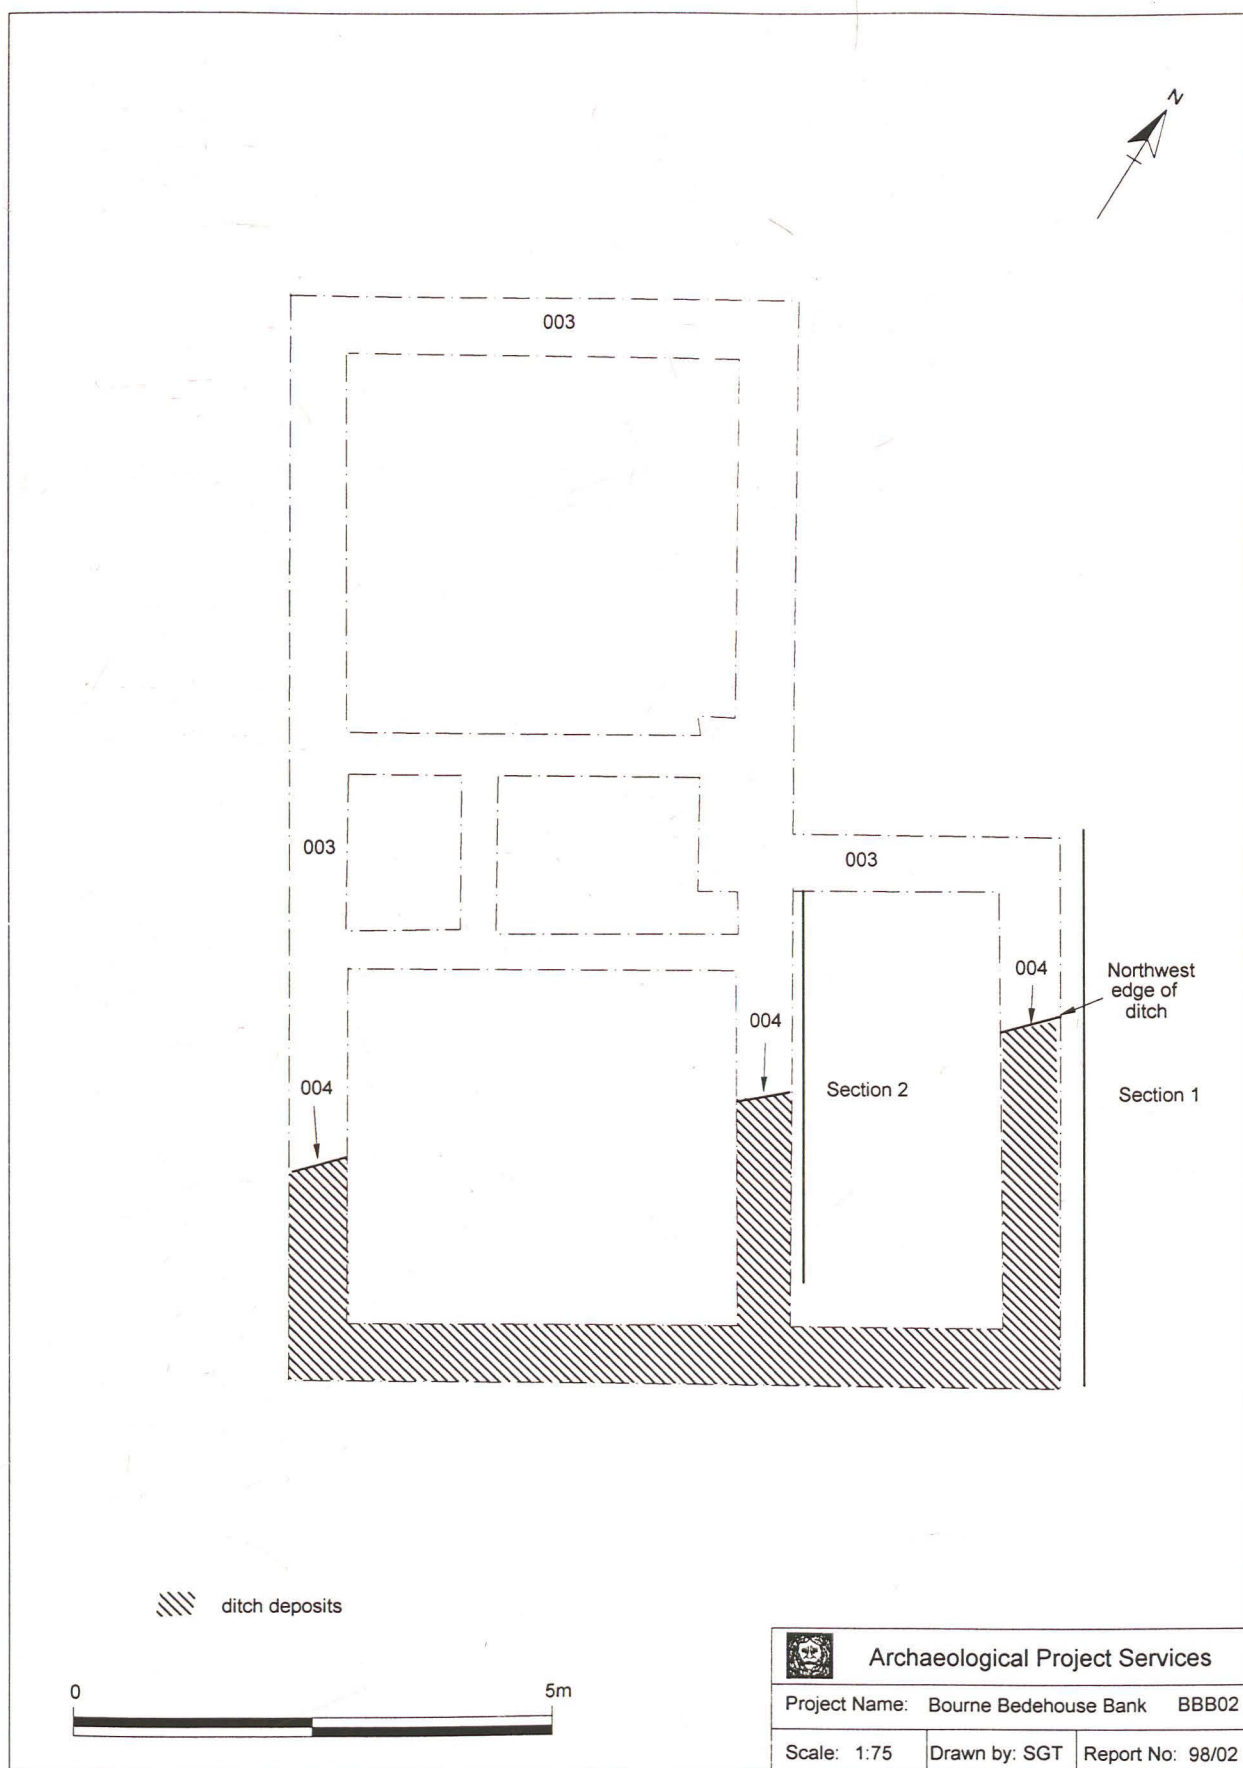 N
003
003
003
004
Northwest
edge of
ditch
004
004
Section 2
Section 1
ditch deposits
0 5m
Archaeological Project Services
Project Name: Bourne Bedehouse Bank BBB02
Scale: 1:75 Drawn by: SGT Report No: 98/02